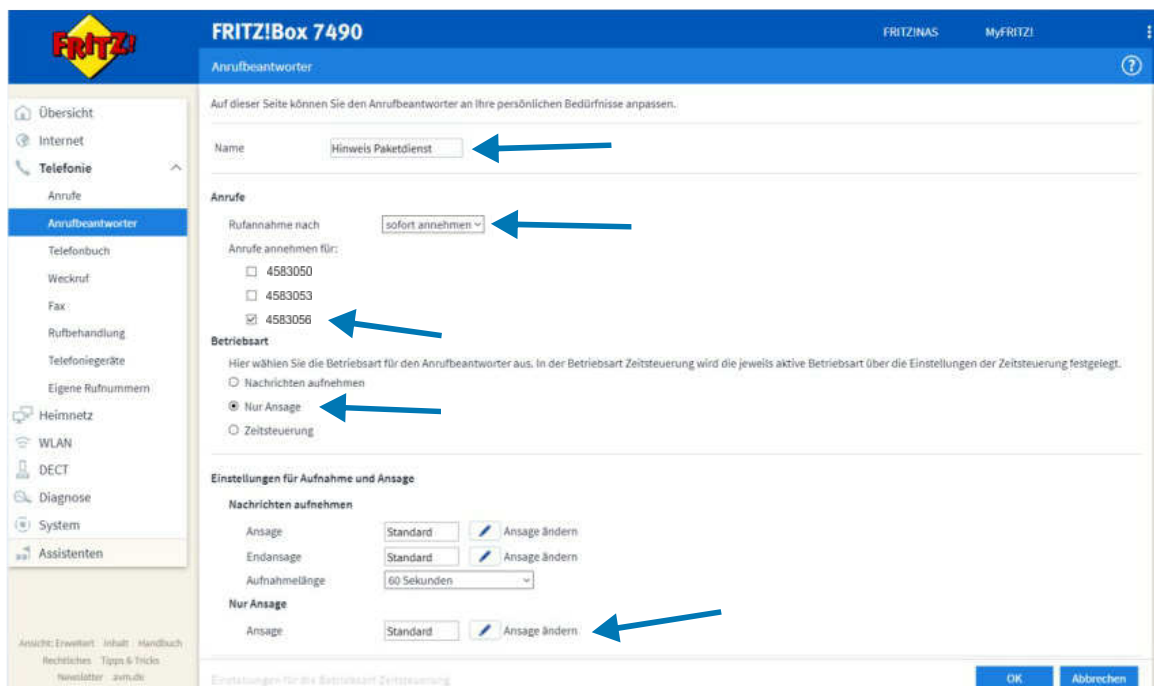 FRITZ!
FRITZ!Box 7490
FRITZ!NAS
MyFRITZ!
Anrufbeantworter
?
Übersicht
Internet
Telefonie
Anrufe
Anrufbeantworter
Telefonbuch
Weckruf
Fax
Rufbehandlung
Telefoniegeräte
Eigene Rufnummern
Heimnetz
WLAN
DECT
Diagnose
System
Assistenten
Ansicht: Erweitert Inhalt Handbuch
Rechtliches Tipps & Tricks
Newsletter avm.de
Auf dieser Seite können Sie den Anrufbeantworter an Ihre persönlichen Bedürfnisse anpassen.
Name Hinweis Paketdienst
Anrufe
Rufannahme nach sofort annehmen
Anrufe annehmen für:
4583050
4583053
4583056
Betriebsart
Hier wählen Sie die Betriebsart für den Anrufbeantworter aus. In der Betriebsart Zeitsteuerung wird die jeweils aktive Betriebsart über die Einstellungen der Zeitsteuerung festgelegt.
Nachrichten aufnehmen
Nur Ansage
Zeitsteuerung
Einstellungen für Aufnahme und Ansage
Nachrichten aufnehmen
Ansage Standard Ansage ändern
Endansage Standard Ansage ändern
Aufnahmelänge 60 Sekunden
Nur Ansage
Ansage Standard Ansage ändern
Einstellungen für die Betriebsart Zeitsteuerung
OK
Abbrechen